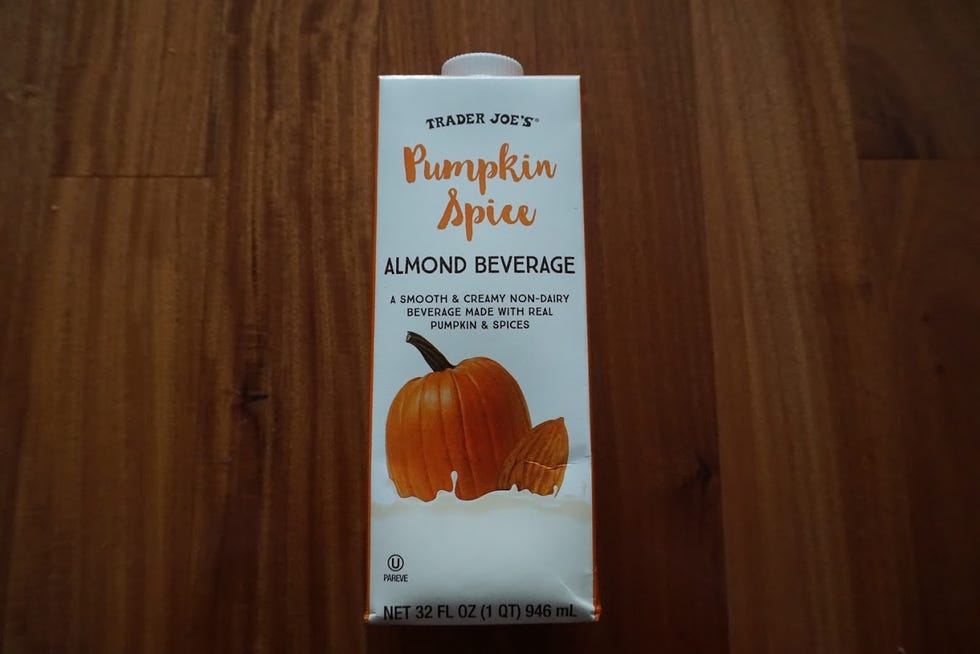 TRADER JOE'S®
Pumpkin
Spice
ALMOND BEVERAGE
A SMOOTH & CREAMY NON-DAIRY
BEVERAGE MADE WITH REAL
PUMPKIN & SPICES
U
PAREVE
NET 32 FL OZ (1 QT) 946 mL